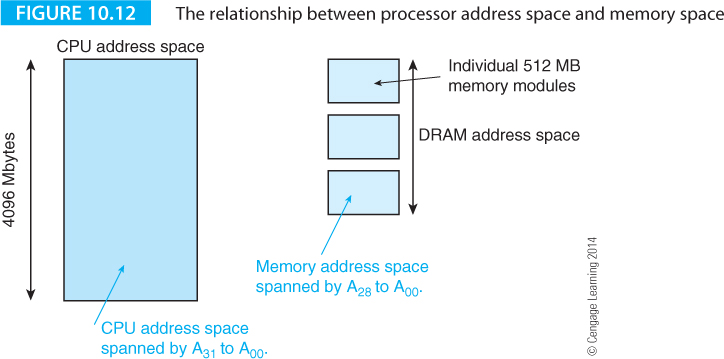 FIGURE 10.12 The relationship between processor address space and memory space
CPU address space
4096 Mbytes
CPU address space
spanned by A31 to A00.
Individual 512 MB
memory modules
DRAM address space
Memory address space
spanned by A28 to A00.
© Cengage Learning 2014